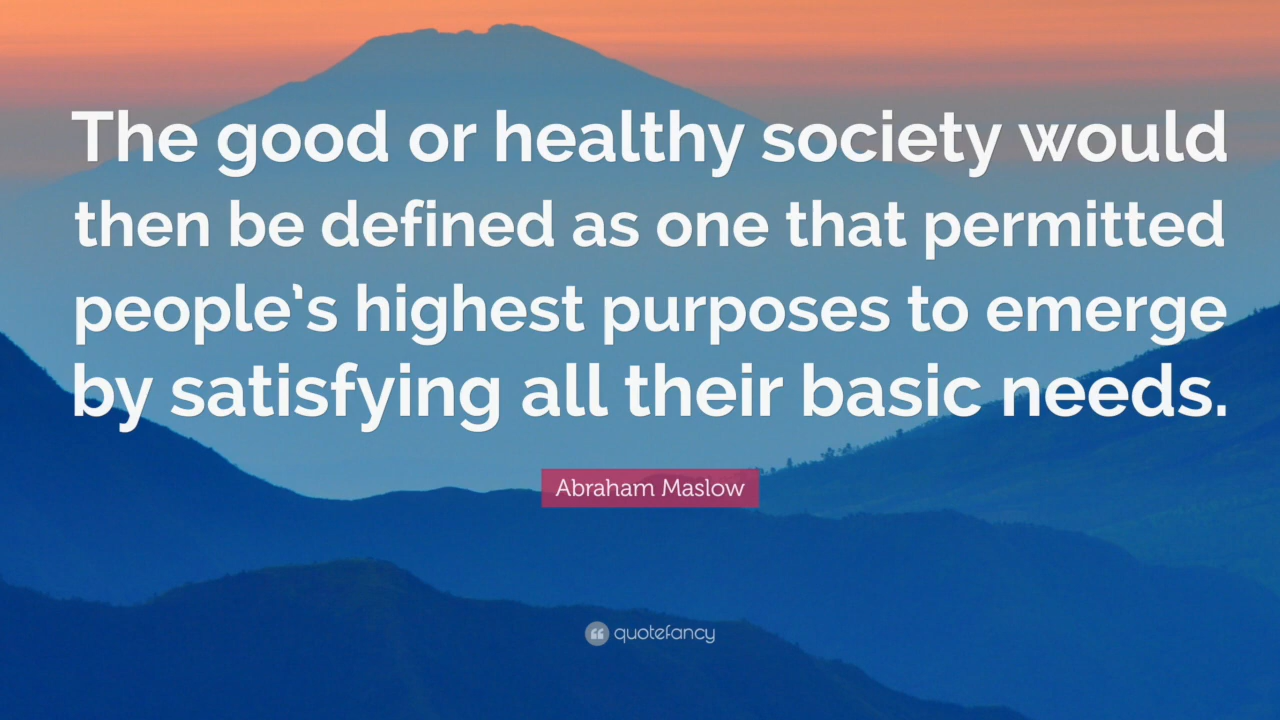 The good or healthy society would
then be defined as one that permitted
people’s highest purposes to emerge
by satisfying all their basic needs.
Abraham Maslow
quotefancy